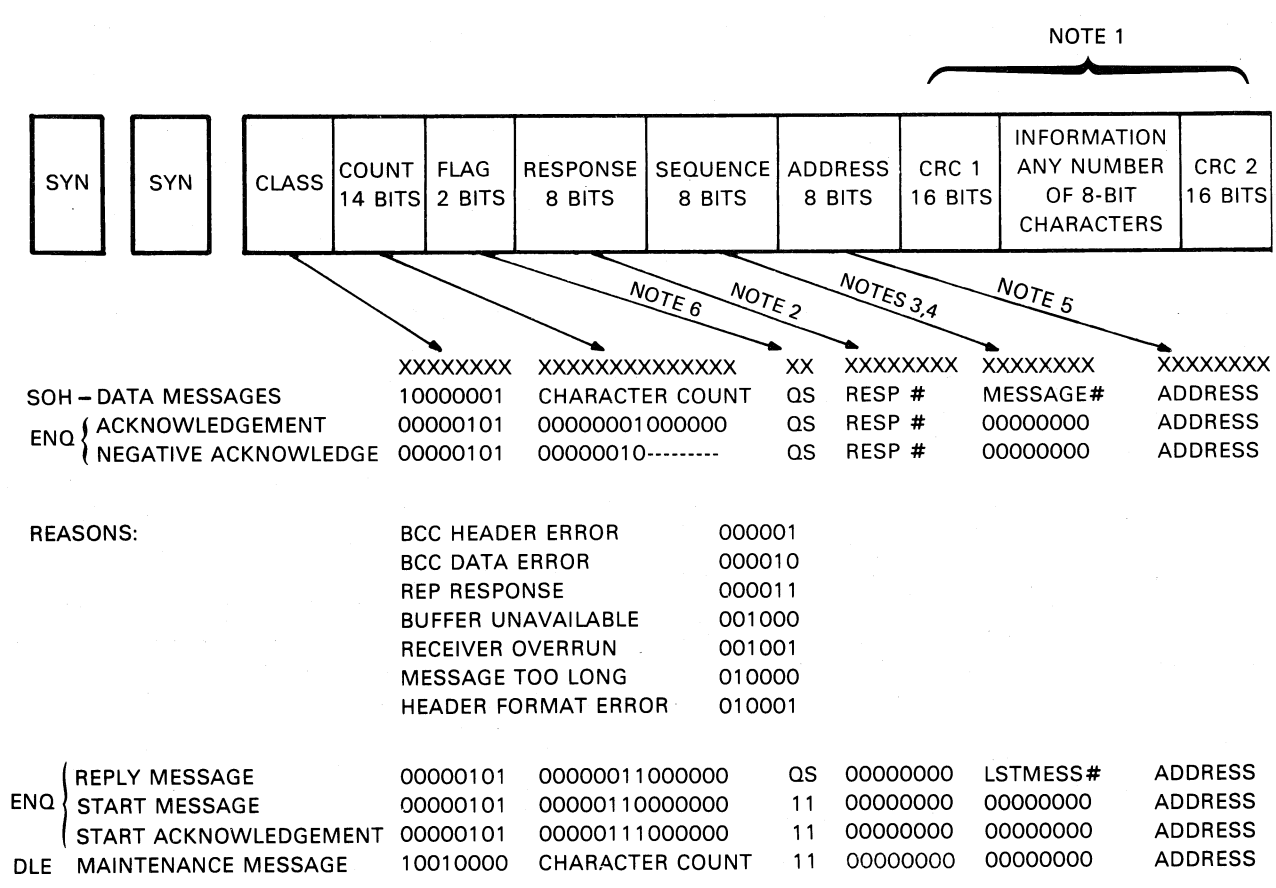 NOTE 1
SYN SYN CLASS COUNT 14 BITS FLAG 2 BITS RESPONSE 8 BITS SEQUENCE 8 BITS ADDRESS 8 BITS CRC 1 16 BITS INFORMATION ANY NUMBER OF 8-BIT CHARACTERS CRC 2 16 BITS
NOTE 6 NOTE 2 NOTES 3,4 NOTE 5
XXXXXXXX XXXXXXXXXXXXXX XX XXXXXXXX XXXXXXXX XXXXXXXX
SOH – DATA MESSAGES 10000001 CHARACTER COUNT QS RESP # MESSAGE# ADDRESS
ENQ { ACKNOWLEDGEMENT 00000101 00000001000000 QS RESP # 00000000 ADDRESS
NEGATIVE ACKNOWLEDGE 00000101 00000010--------- QS RESP # 00000000 ADDRESS
REASONS: BCC HEADER ERROR 000001
BCC DATA ERROR 000010
REP RESPONSE 000011
BUFFER UNAVAILABLE 001000
RECEIVER OVERRUN 001001
MESSAGE TOO LONG 010000
HEADER FORMAT ERROR 010001
REPLY MESSAGE 00000101 00000011000000 QS 00000000 LSTMESS# ADDRESS
ENQ { START MESSAGE 00000101 00000110000000 11 00000000 00000000 ADDRESS
START ACKNOWLEDGEMENT 00000101 00000111000000 11 00000000 00000000 ADDRESS
DLE MAINTENANCE MESSAGE 10010000 CHARACTER COUNT 11 00000000 00000000 ADDRESS